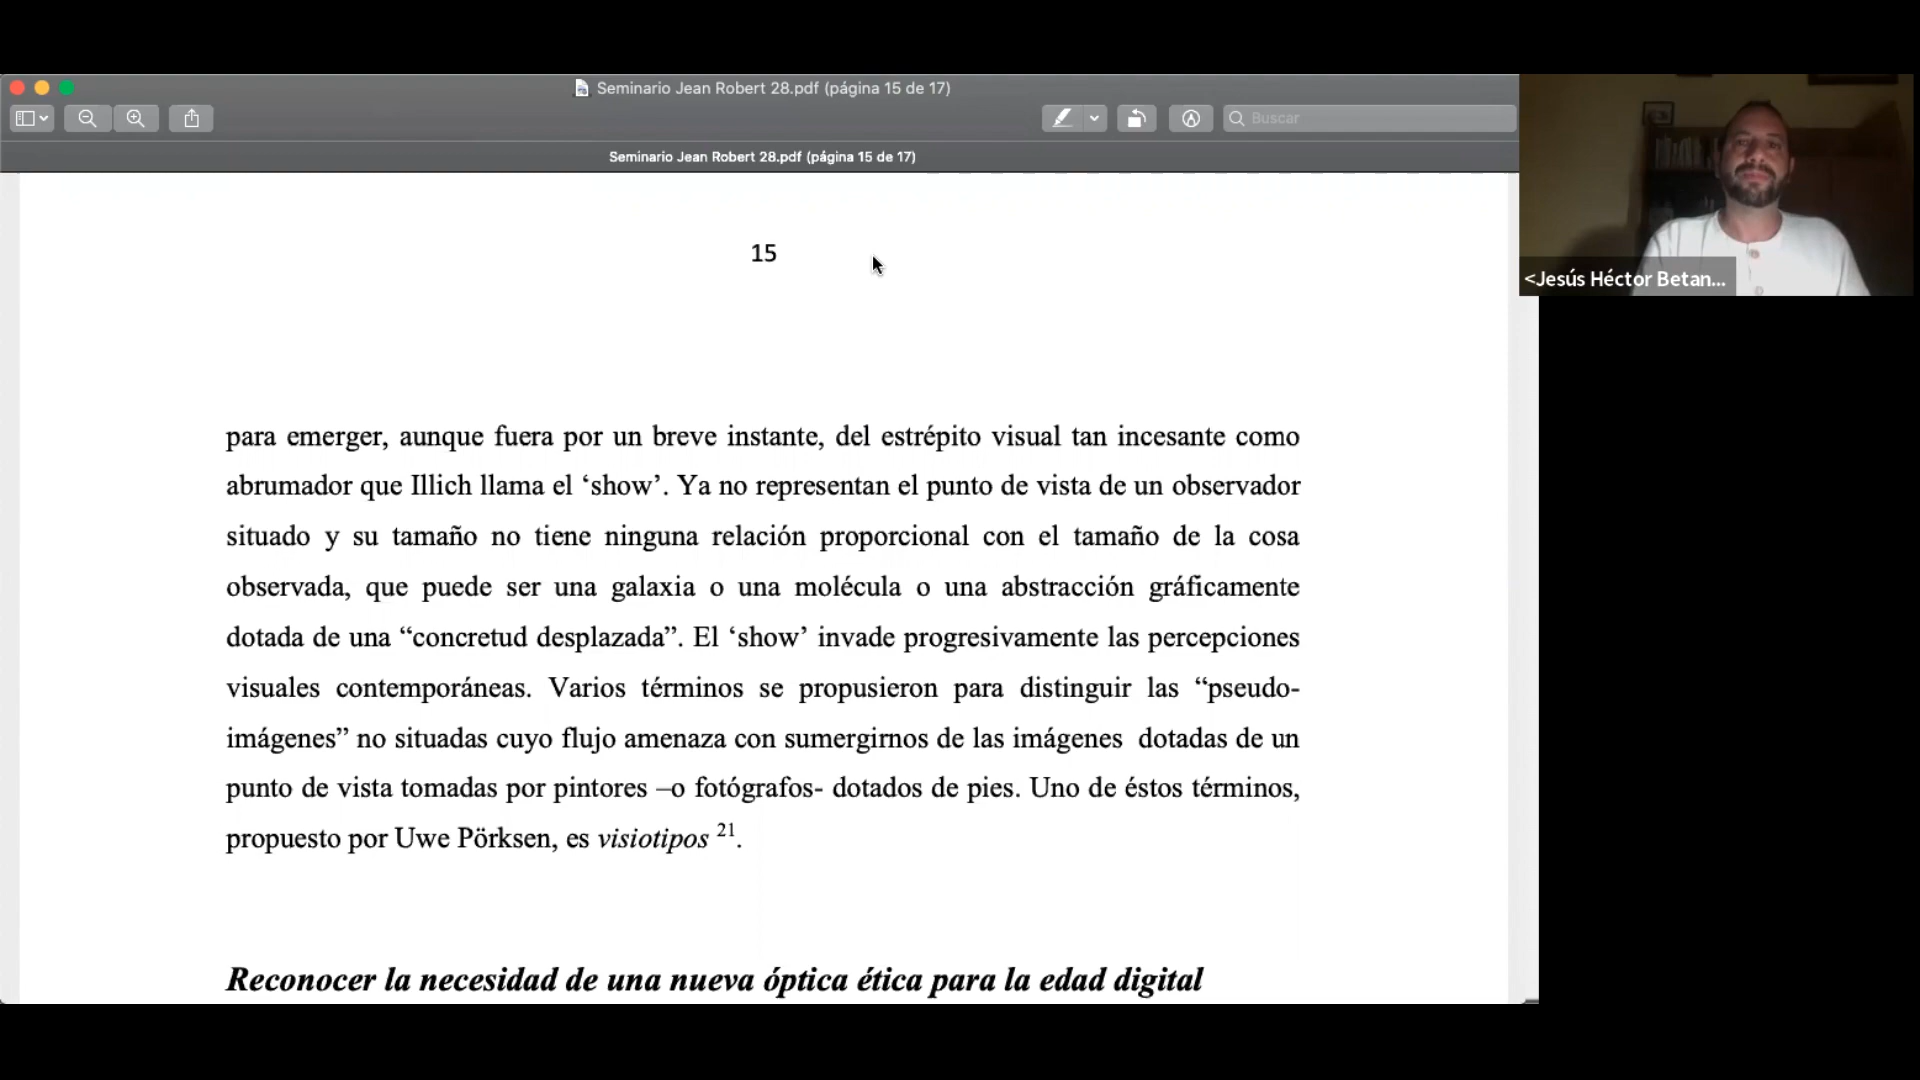 Seminario Jean Robert 28.pdf (página 15 de 17)
Buscar
Seminario Jean Robert 28.pdf (página 15 de 17)
<Jesús Héctor Betan...
15
para emerger, aunque fuera por un breve instante, del estrépito visual tan incesante como
abrumador que Illich llama el ‘show’. Ya no representan el punto de vista de un observador
situado y su tamaño no tiene ninguna relación proporcional con el tamaño de la cosa
observada, que puede ser una galaxia o una molécula o una abstracción gráficamente
dotada de una “concretud desplazada”. El ‘show’ invade progresivamente las percepciones
visuales contemporáneas. Varios términos se propusieron para distinguir las “pseudo-
imágenes” no situadas cuyo flujo amenaza con sumergirnos de las imágenes dotadas de un
punto de vista tomadas por pintores –o fotógrafos- dotados de pies. Uno de éstos términos,
propuesto por Uwe Pörksen, es visiotipos 21.
Reconocer la necesidad de una nueva óptica ética para la edad digital